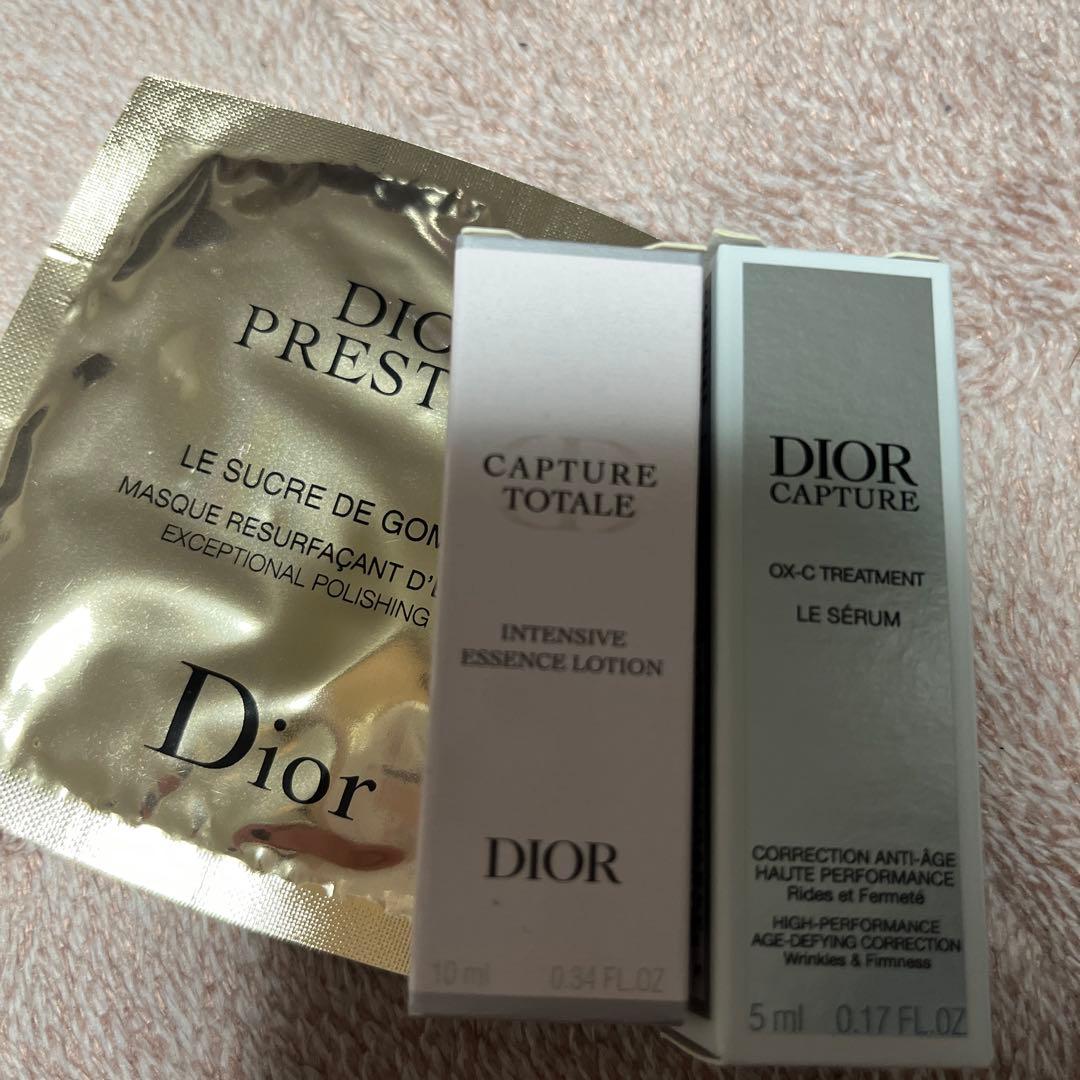 DIO
PREST
LE SUCRE DE GOM
MASQUE RESURFAÇANT D'
EXCEPTIONAL POLISHING
Dior
CAPTURE
TOTALE
INTENSIVE
ESSENCE LOTION
DIOR
10 ml 0.34 FL.OZ
DIOR
CAPTURE
OX-C TREATMENT
LE SÉRUM
CORRECTION ANTI-ÂGE
HAUTE PERFORMANCE
Rides et Fermeté
HIGH-PERFORMANCE
AGE-DEFYING CORRECTION
Wrinkles & Firmness
5 ml 0.17 FL.OZ